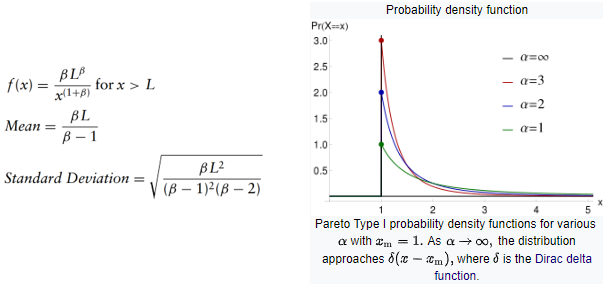 f(x) = βL^β / x^(1+β) for x > L
Mean = βL / β − 1
Standard Deviation = √(βL² / (β − 1)²(β − 2))
Probability density function
Pr(X==x)
3.0
2.5
2.0
1.5
1.0
0.5
α=∞
α=3
α=2
α=1
1 2 3 4 5 x
Pareto Type I probability density functions for various
α with xₘ = 1. As α → ∞, the distribution
approaches δ(x − xₘ), where δ is the Dirac delta
function.